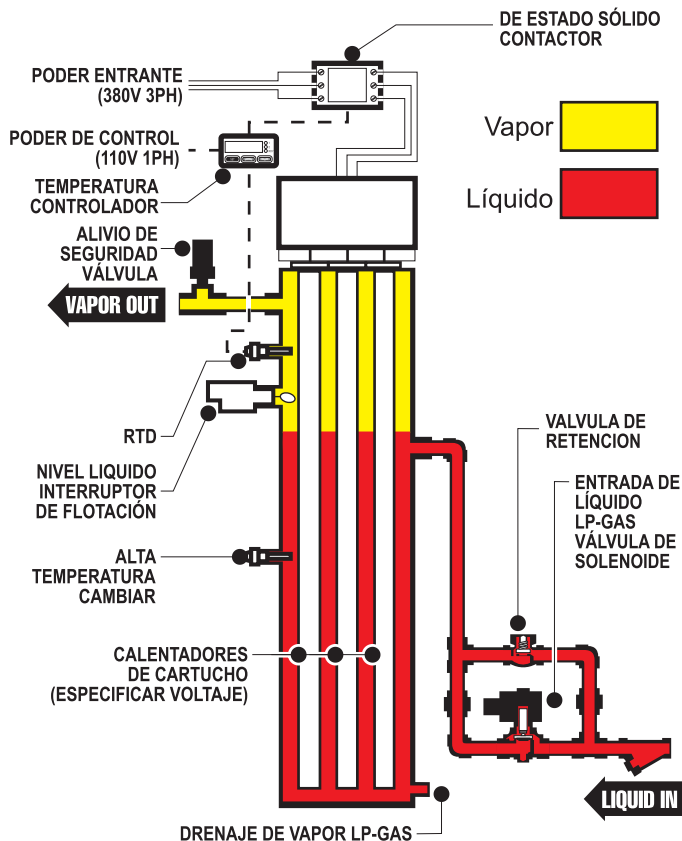 DE ESTADO SÓLIDO
CONTACTOR
PODER ENTRANTE
(380V 3PH)
PODER DE CONTROL
(110V 1PH)
TEMPERATURA
CONTROLADOR
Vapor
Líquido
ALIVIO DE
SEGURIDAD
VÁLVULA
VAPOR OUT
RTD
NIVEL LIQUIDO
INTERRUPTOR
DE FLOTACIÓN
VALVULA DE
RETENCION
ENTRADA DE
LÍQUIDO
LP-GAS
VÁLVULA DE
SOLENOIDE
ALTA
TEMPERATURA
CAMBIAR
CALENTADORES
DE CARTUCHO
(ESPECIFICAR VOLTAJE)
LIQUID IN
DRENAJE DE VAPOR LP-GAS